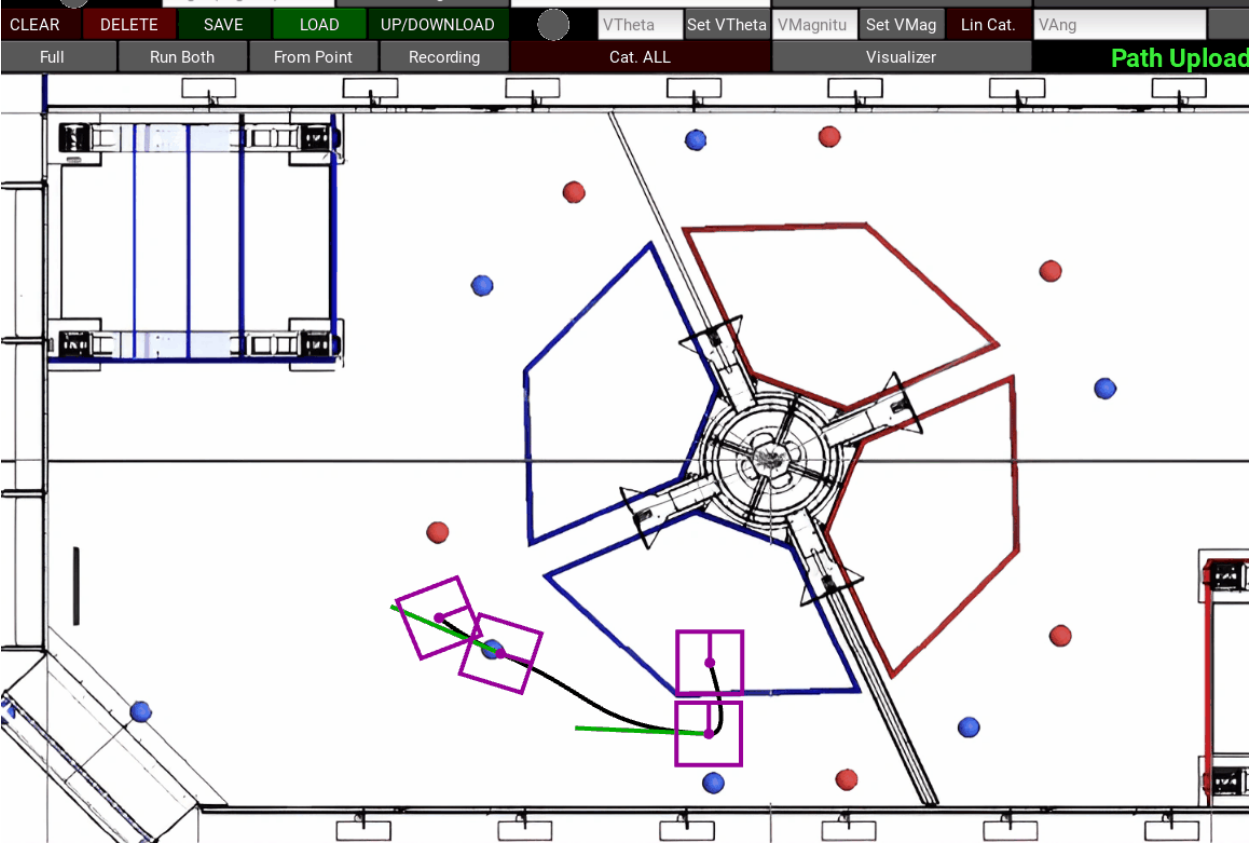 CLEAR DELETE SAVE LOAD UP/DOWNLOAD VTheta Set VTheta VMagnitu Set VMag Lin Cat. VAng
Full Run Both From Point Recording Cat. ALL Visualizer Path Upload